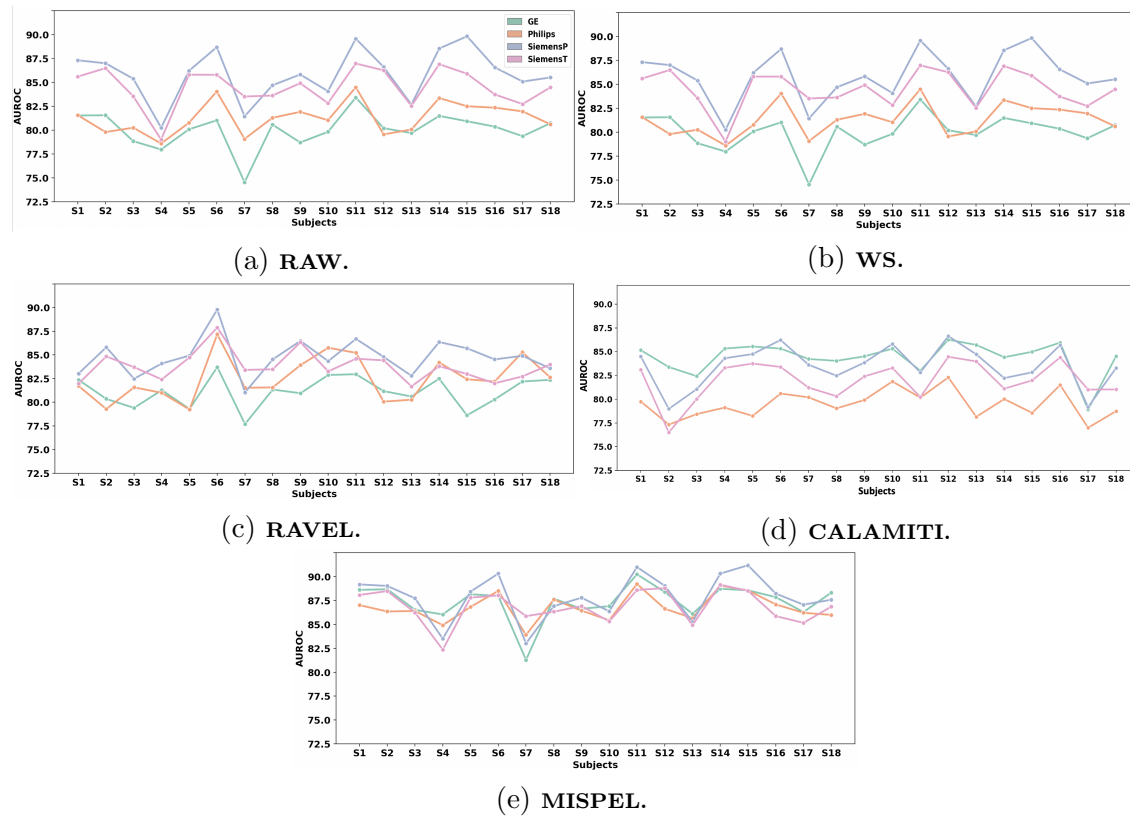 GE
Philips
SiemensP
SiemensT
AUROC
90.0
87.5
85.0
82.5
80.0
77.5
75.0
72.5
S1 S2 S3 S4 S5 S6 S7 S8 S9 S10 S11 S12 S13 S14 S15 S16 S17 S18
Subjects
(a) RAW.
AUROC
90.0
87.5
85.0
82.5
80.0
77.5
75.0
72.5
S1 S2 S3 S4 S5 S6 S7 S8 S9 S10 S11 S12 S13 S14 S15 S16 S17 S18
Subjects
(b) WS.
AUROC
90.0
87.5
85.0
82.5
80.0
77.5
75.0
72.5
S1 S2 S3 S4 S5 S6 S7 S8 S9 S10 S11 S12 S13 S14 S15 S16 S17 S18
Subjects
(c) RAVEL.
AUROC
90.0
87.5
85.0
82.5
80.0
77.5
75.0
72.5
S1 S2 S3 S4 S5 S6 S7 S8 S9 S10 S11 S12 S13 S14 S15 S16 S17 S18
Subjects
(d) CALAMITI.
AUROC
90.0
87.5
85.0
82.5
80.0
77.5
75.0
72.5
S1 S2 S3 S4 S5 S6 S7 S8 S9 S10 S11 S12 S13 S14 S15 S16 S17 S18
Subjects
(e) MISPEL.